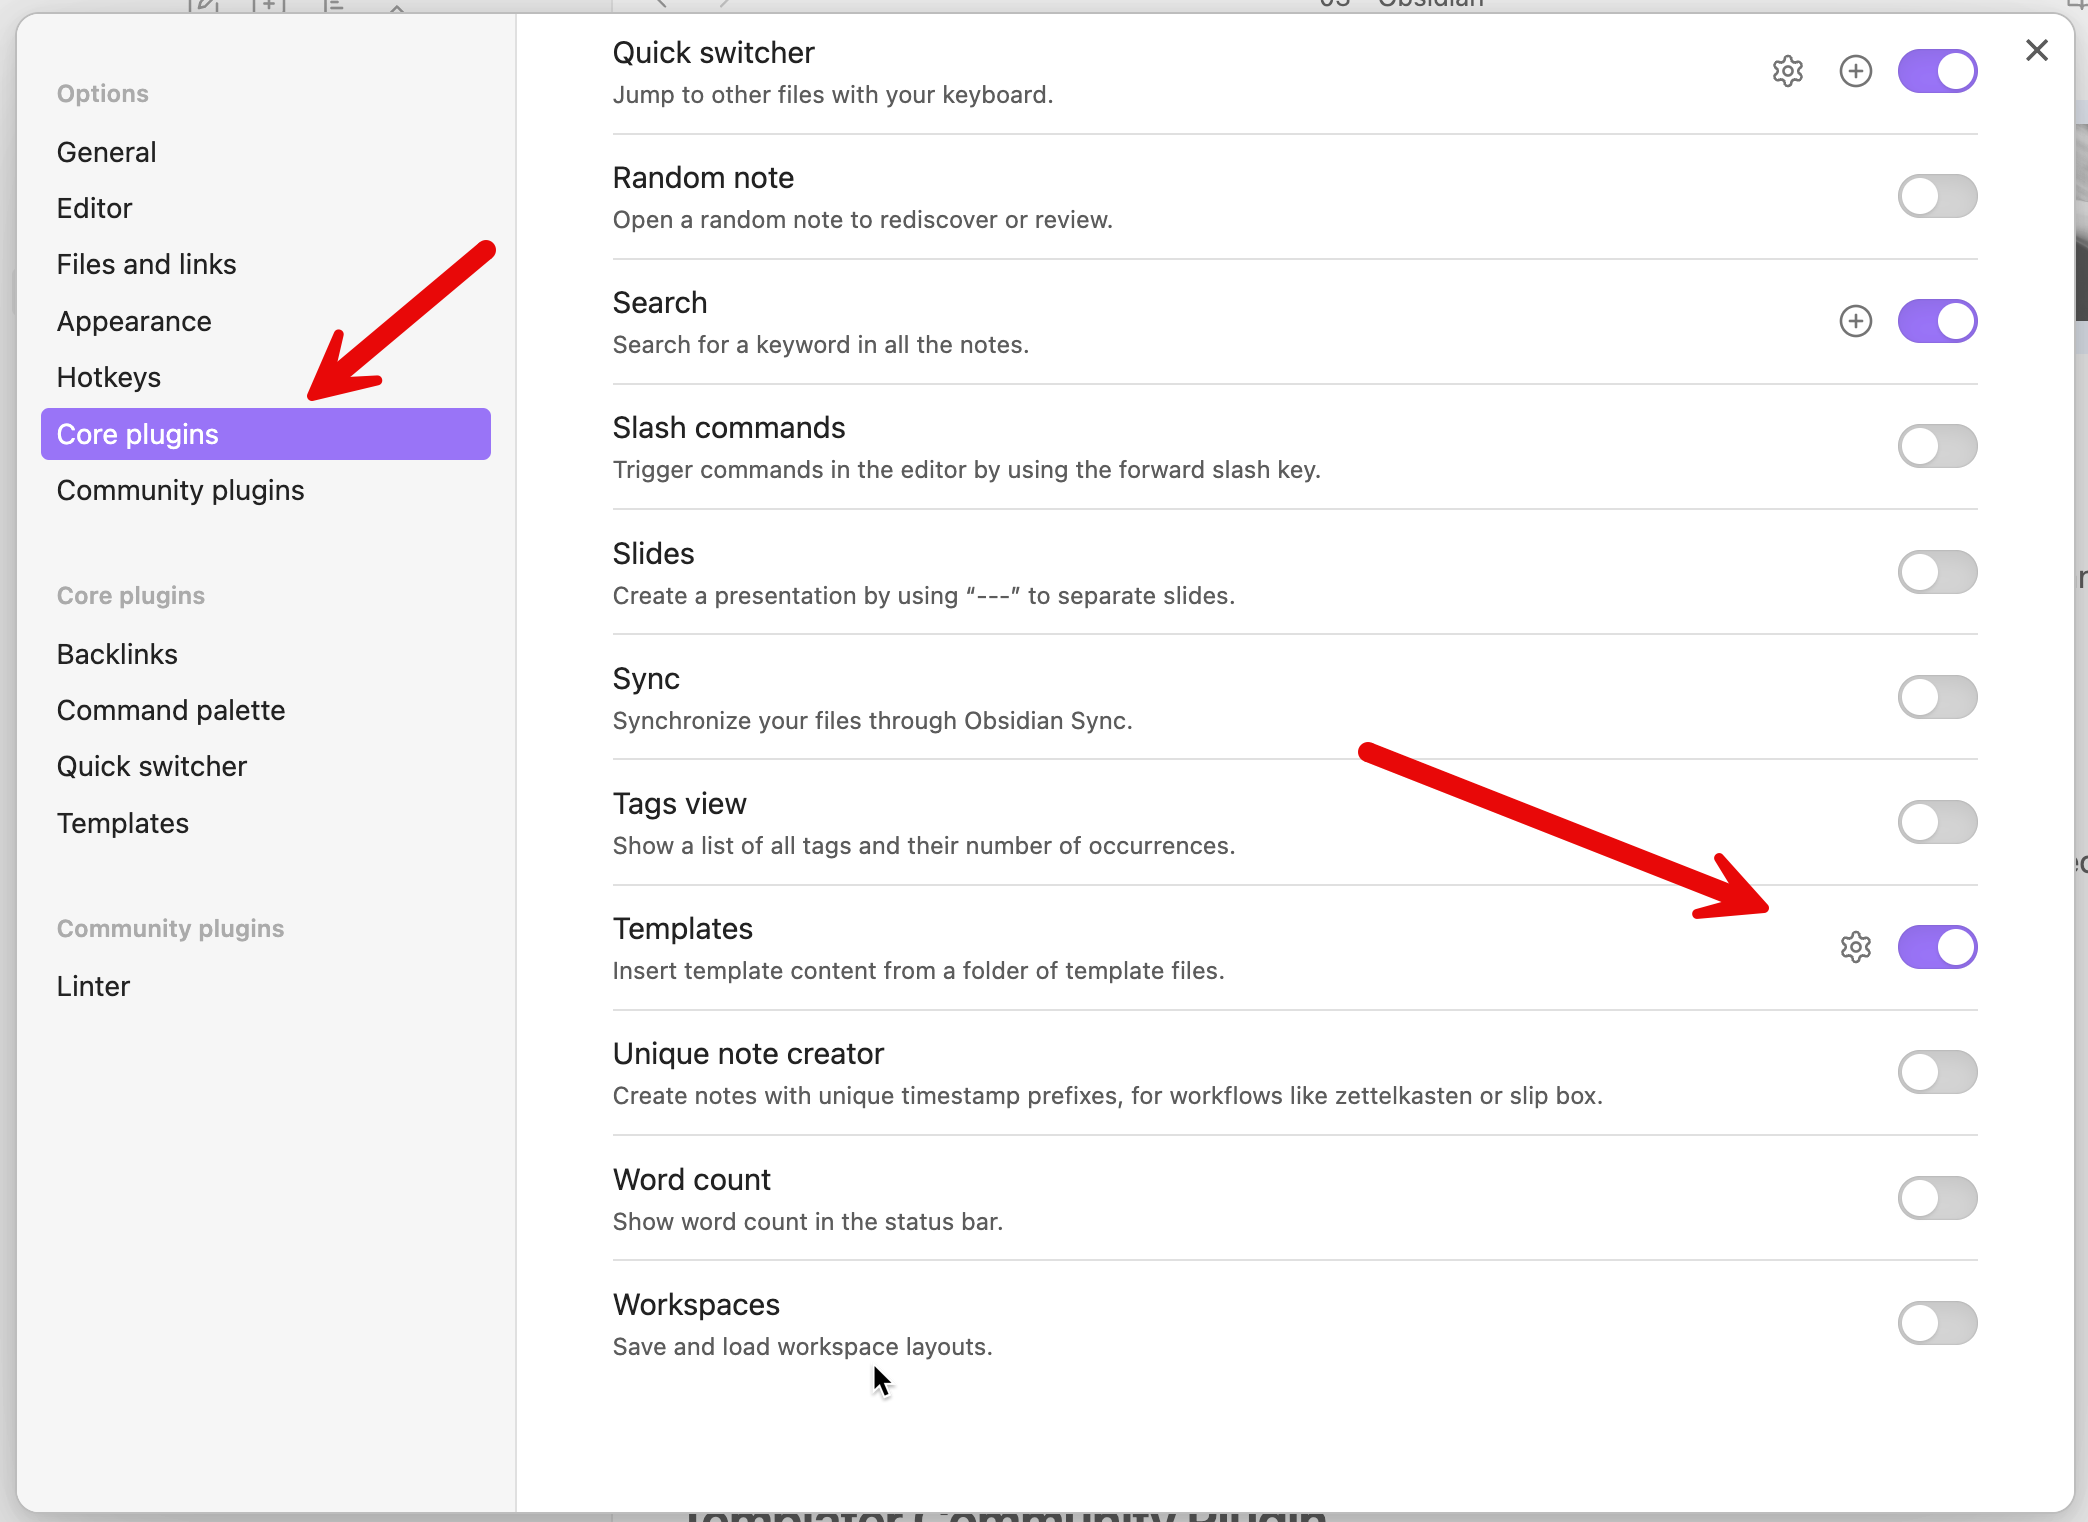 Options
General
Editor
Files and links
Appearance
Hotkeys
Core plugins
Community plugins
Core plugins
Backlinks
Command palette
Quick switcher
Templates
Community plugins
Linter
Quick switcher
Jump to other files with your keyboard.
Random note
Open a random note to rediscover or review.
Search
Search for a keyword in all the notes.
Slash commands
Trigger commands in the editor by using the forward slash key.
Slides
Create a presentation by using “---” to separate slides.
Sync
Synchronize your files through Obsidian Sync.
Tags view
Show a list of all tags and their number of occurrences.
Templates
Insert template content from a folder of template files.
Unique note creator
Create notes with unique timestamp prefixes, for workflows like zettelkasten or slip box.
Word count
Show word count in the status bar.
Workspaces
Save and load workspace layouts.